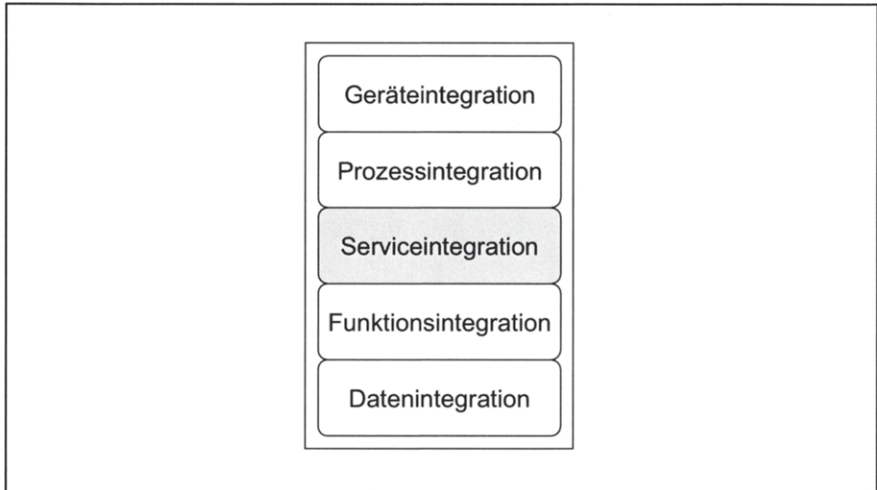 Geräteintegration
Prozessintegration
Serviceintegration
Funktionsintegration
Datenintegration